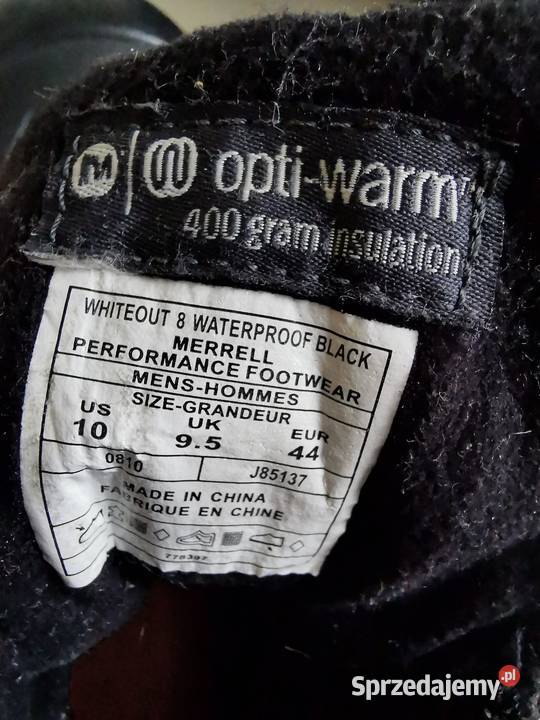 M opti-warm
400 gram insulation
WHITEOUT 8 WATERPROOF BLACK
MERRELL
PERFORMANCE FOOTWEAR
MENS-HOMMES
SIZE-GRANDEUR
US UK EUR
10 9.5 44
0810 J85137
MADE IN CHINA
FABRIQUE EN CHINE
778397
Sprzedajemy.pl